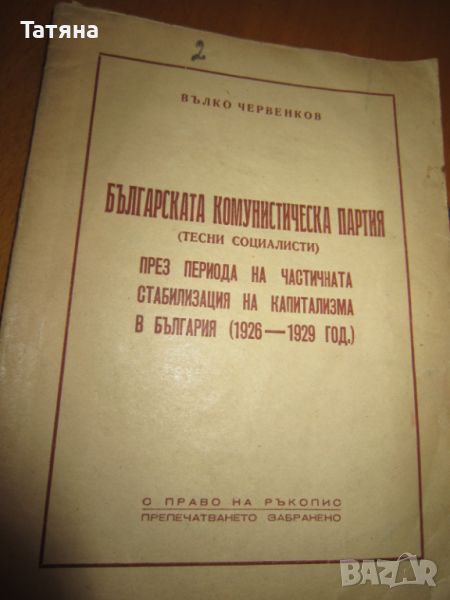 Татяна
2
ВЪЛКО ЧЕРВЕНКОВ
БЪЛГАРСКАТА КОМУНИСТИЧЕСКА ПАРТИЯ
(ТЕСНИ СОЦИАЛИСТИ)
ПРЕЗ ПЕРИОДА НА ЧАСТИЧНАТА
СТАБИЛИЗАЦИЯ НА КАПИТАЛИЗМА
В БЪЛГАРИЯ (1926—1929 ГОД.)
С ПРАВО НА РЪКОПИС
ПРЕПЕЧАТВАНЕТО ЗАБРАНЕНО
BAZAR